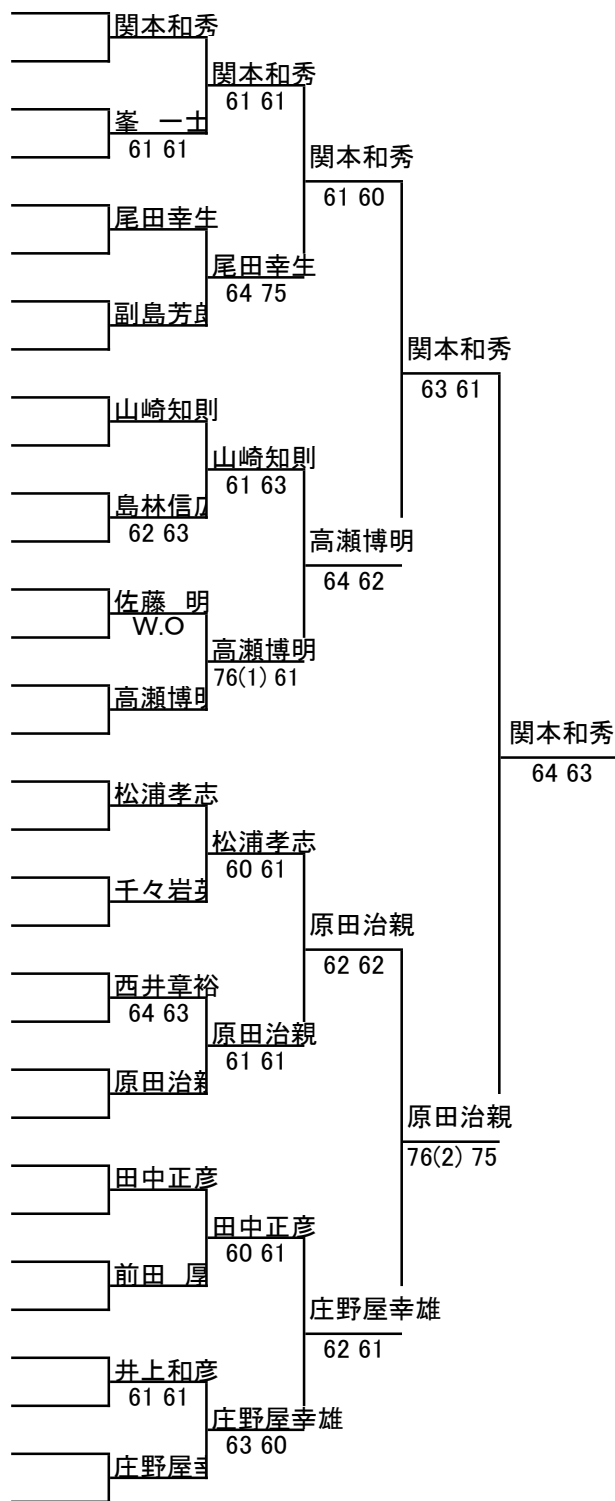 関本和秀
関本和秀
61 61
峯 一士
61 61
関本和秀
61 60
尾田幸生
尾田幸生
64 75
副島芳郎
関本和秀
63 61
山崎知則
山崎知則
61 63
島林信広
62 63
高瀬博明
64 62
佐藤 明
W.O
高瀬博明
76(1) 61
高瀬博明
関本和秀
64 63
松浦孝志
松浦孝志
60 61
千々岩英
原田治親
62 62
西井章裕
64 63
原田治親
61 61
原田治親
原田治親
76(2) 75
田中正彦
田中正彦
60 61
前田 厚
庄野屋幸雄
62 61
井上和彦
61 61
庄野屋幸雄
63 60
庄野屋幸